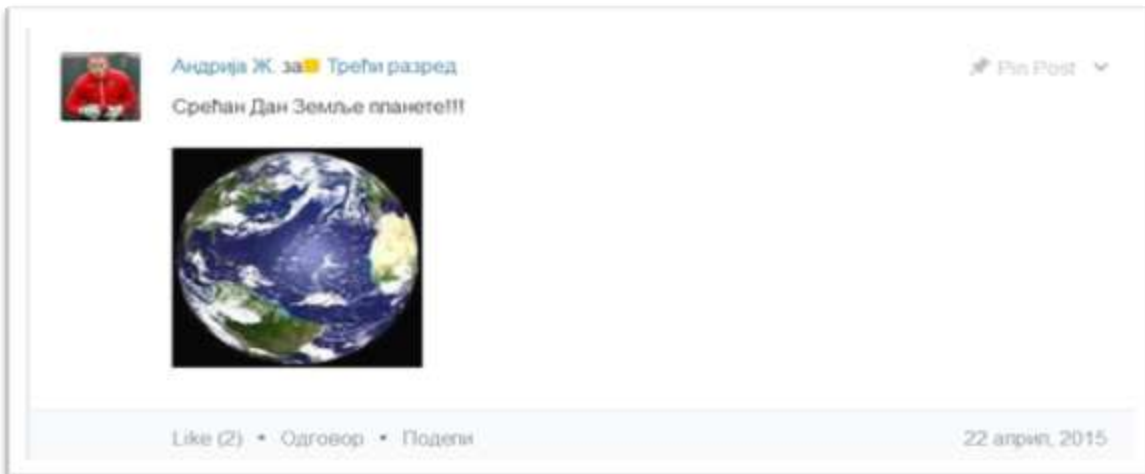 Андрија Ж. за Трећи разред
Pin Post
Срећан Дан Земље планете!!!
Like (2) • Одговор • Подели
22 април, 2015